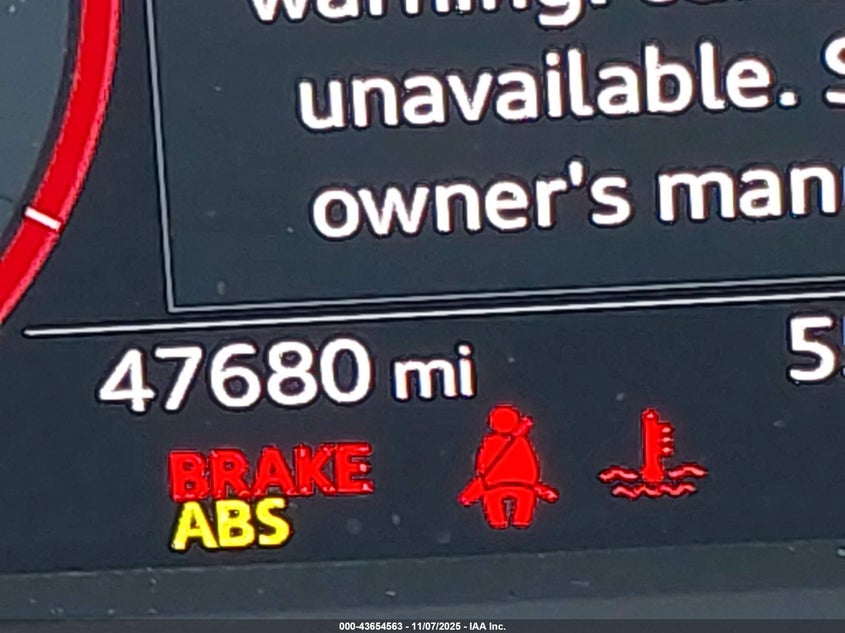 unavailable.
owner's
47680 mi
BRAKE
ABS
000-43654563 - 11/07/2025 - IAA Inc.